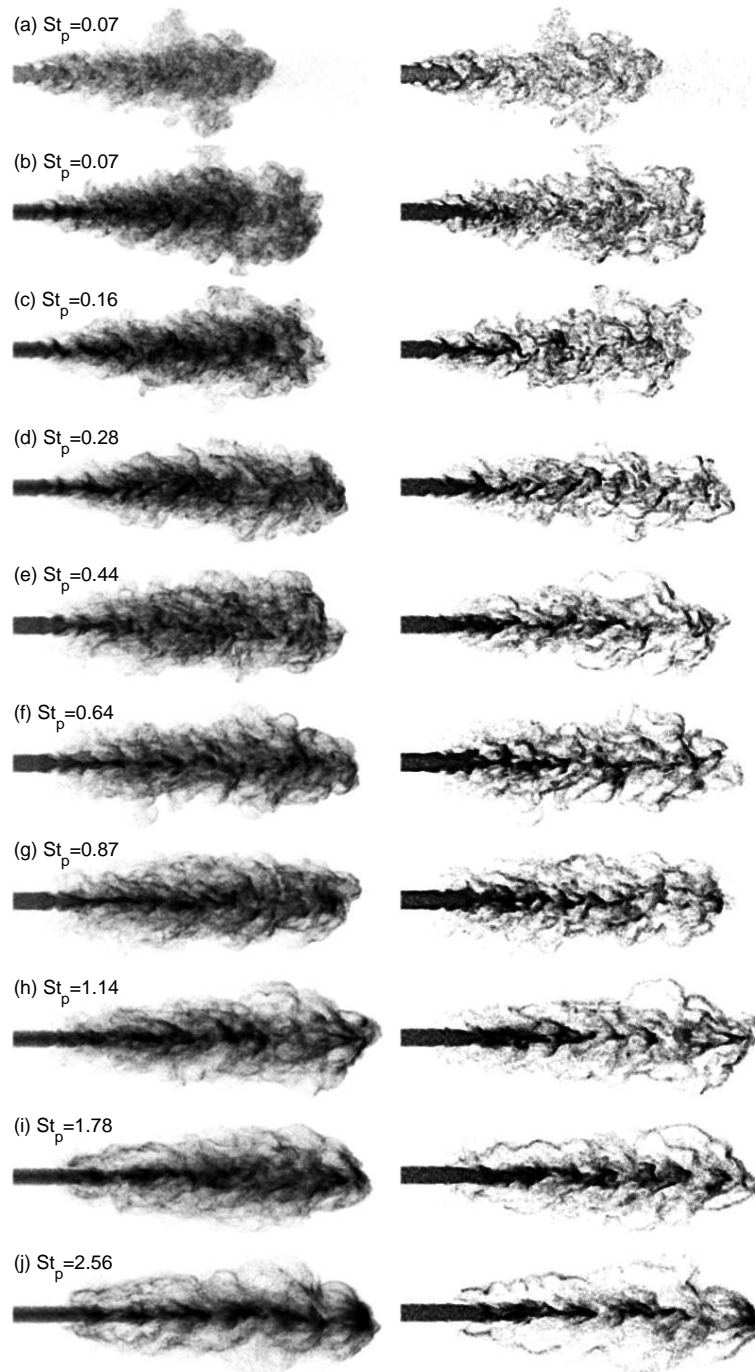 (a) St_p=0.07
(b) St_p=0.07
(c) St_p=0.16
(d) St_p=0.28
(e) St_p=0.44
(f) St_p=0.64
(g) St_p=0.87
(h) St_p=1.14
(i) St_p=1.78
(j) St_p=2.56